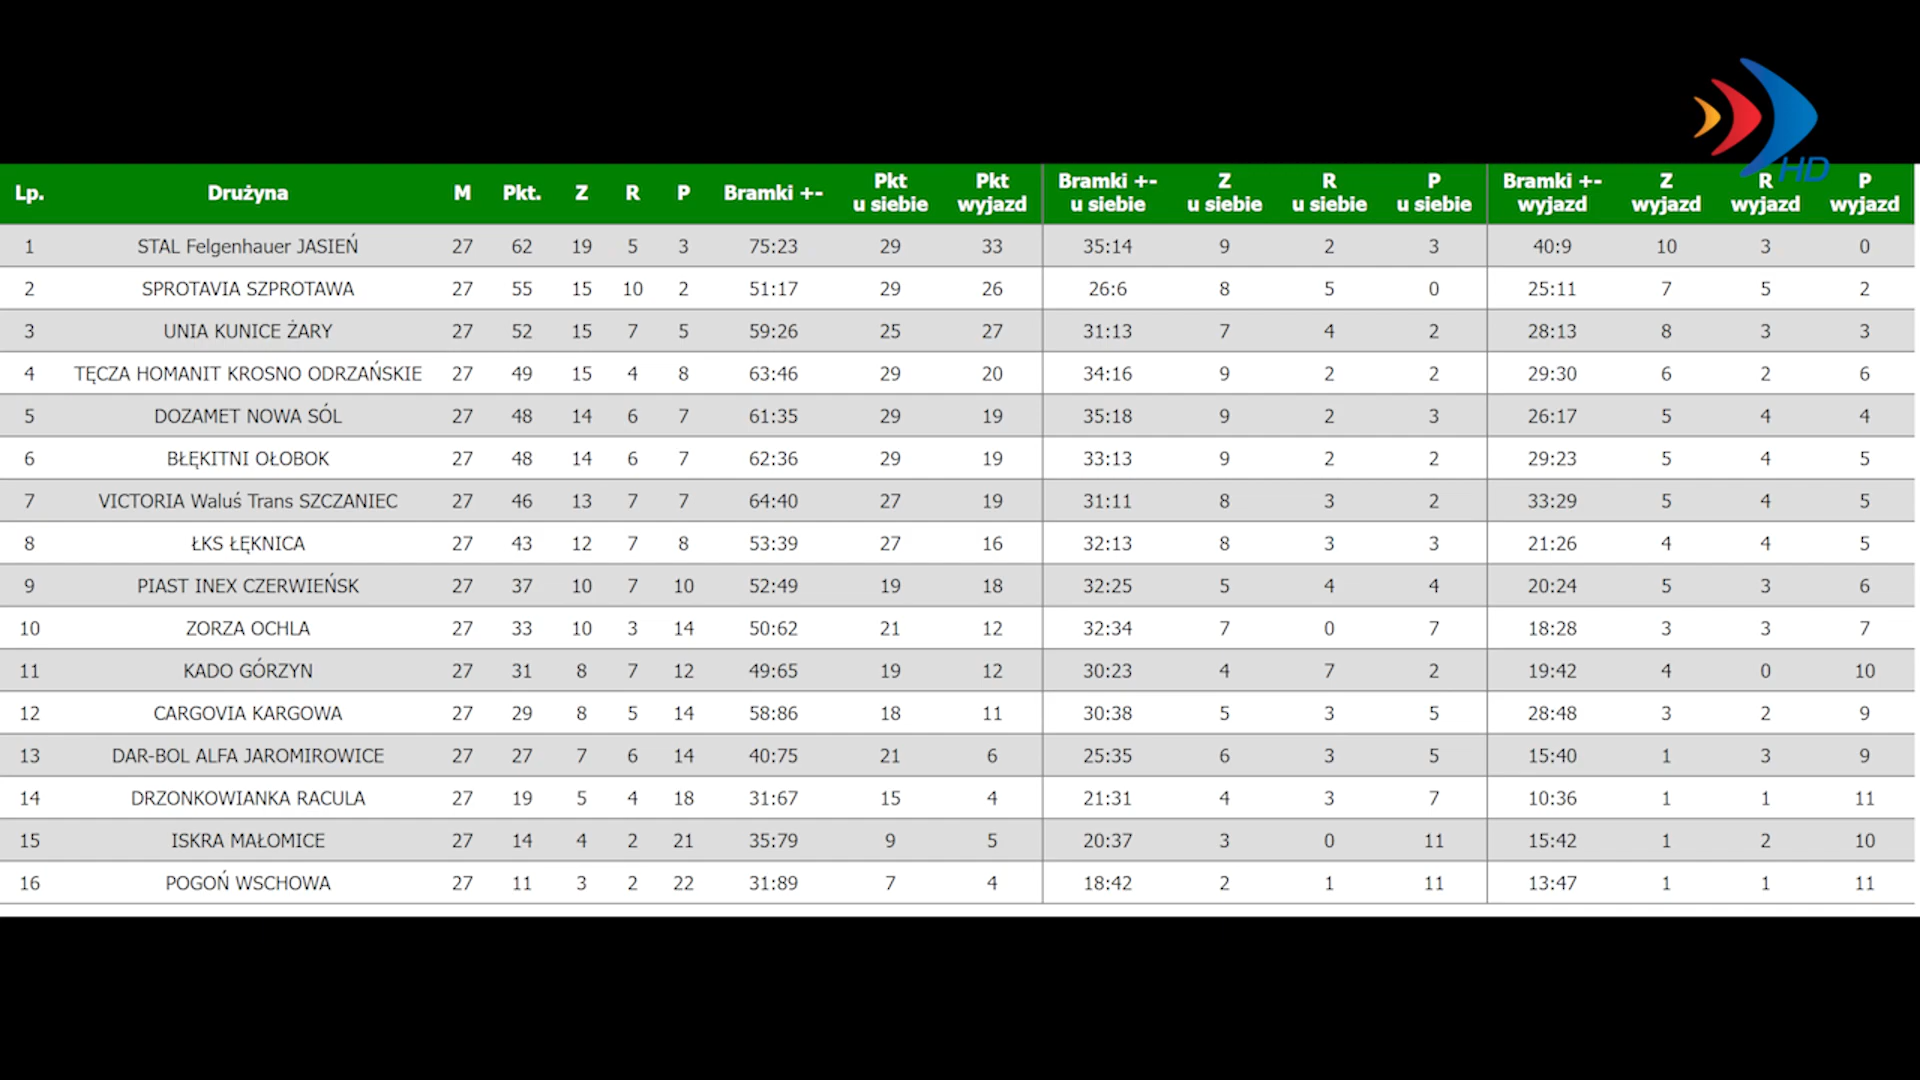 HD
Lp. Drużyna M Pkt. Z R P Bramki +- Pkt u siebie Pkt wyjazd Bramki +- u siebie Z u siebie R u siebie P u siebie Bramki +- wyjazd Z wyjazd R wyjazd P wyjazd
1 STAL Felgenhauer JASIEŃ 27 62 19 5 3 75:23 29 33 35:14 9 2 3 40:9 10 3 0
2 SPROTAVIA SZPROTAWA 27 55 15 10 2 51:17 29 26 26:6 8 5 0 25:11 7 5 2
3 UNIA KUNICE ŻARY 27 52 15 7 5 59:26 25 27 31:13 7 4 2 28:13 8 3 3
4 TĘCZA HOMANIT KROSNO ODRZAŃSKIE 27 49 15 4 8 63:46 29 20 34:16 9 2 2 29:30 6 2 6
5 DOZAMET NOWA SÓL 27 48 14 6 7 61:35 29 19 35:18 9 2 3 26:17 5 4 4
6 BŁĘKITNI OŁOBOK 27 48 14 6 7 62:36 29 19 33:13 9 2 2 29:23 5 4 5
7 VICTORIA Waluś Trans SZCZANIEC 27 46 13 7 7 64:40 27 19 31:11 8 3 2 33:29 5 4 5
8 ŁKS ŁĘKNICA 27 43 12 7 8 53:39 27 16 32:13 8 3 3 21:26 4 4 5
9 PIAST INEX CZERWIEŃSK 27 37 10 7 10 52:49 19 18 32:25 5 4 4 20:24 5 3 6
10 ZORZA OCHLA 27 33 10 3 14 50:62 21 12 32:34 7 0 7 18:28 3 3 7
11 KADO GÓRZYN 27 31 8 7 12 49:65 19 12 30:23 4 7 2 19:42 4 0 10
12 CARGOVIA KARGOWA 27 29 8 5 14 58:86 18 11 30:38 5 3 5 28:48 3 2 9
13 DAR-BOL ALFA JAROMIROWICE 27 27 7 6 14 40:75 21 6 25:35 6 3 5 15:40 1 3 9
14 DRZONKOWIANKA RACULA 27 19 5 4 18 31:67 15 4 21:31 4 3 7 10:36 1 1 11
15 ISKRA MAŁOMICE 27 14 4 2 21 35:79 9 5 20:37 3 0 11 15:42 1 2 10
16 POGOŃ WSCHOWA 27 11 3 2 22 31:89 7 4 18:42 2 1 11 13:47 1 1 11